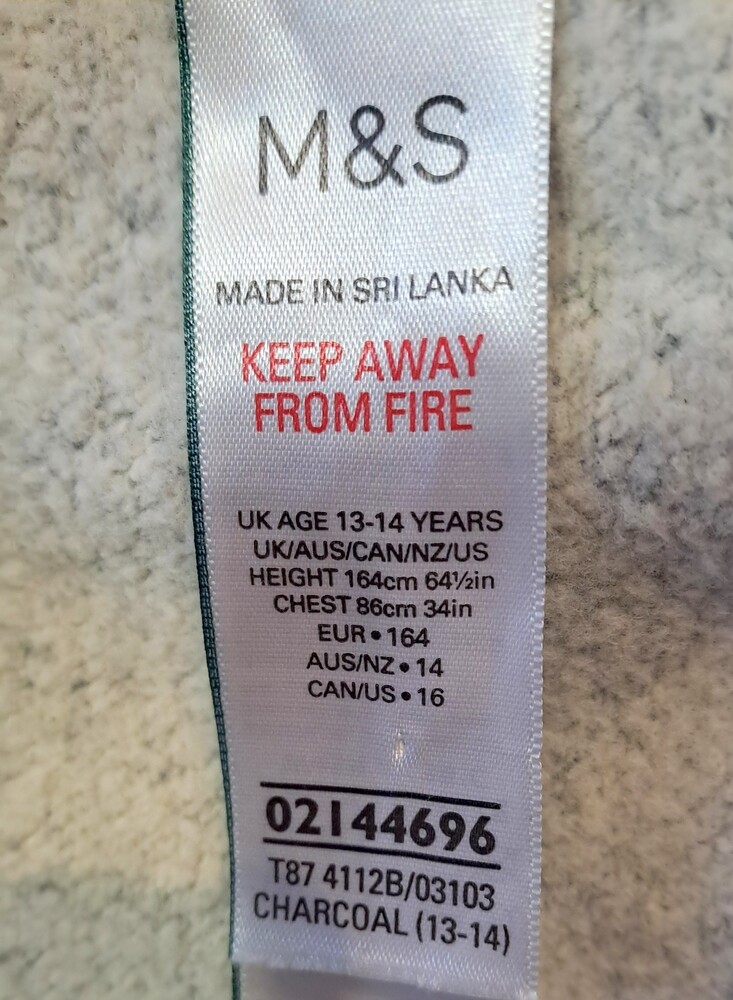 M&S
MADE IN SRI LANKA
KEEP AWAY
FROM FIRE
UK AGE 13-14 YEARS
UK/AUS/CAN/NZ/US
HEIGHT 164cm 64½in
CHEST 86cm 34in
EUR • 164
AUS/NZ • 14
CAN/US • 16
02144696
T87 4112B/03103
CHARCOAL (13-14)